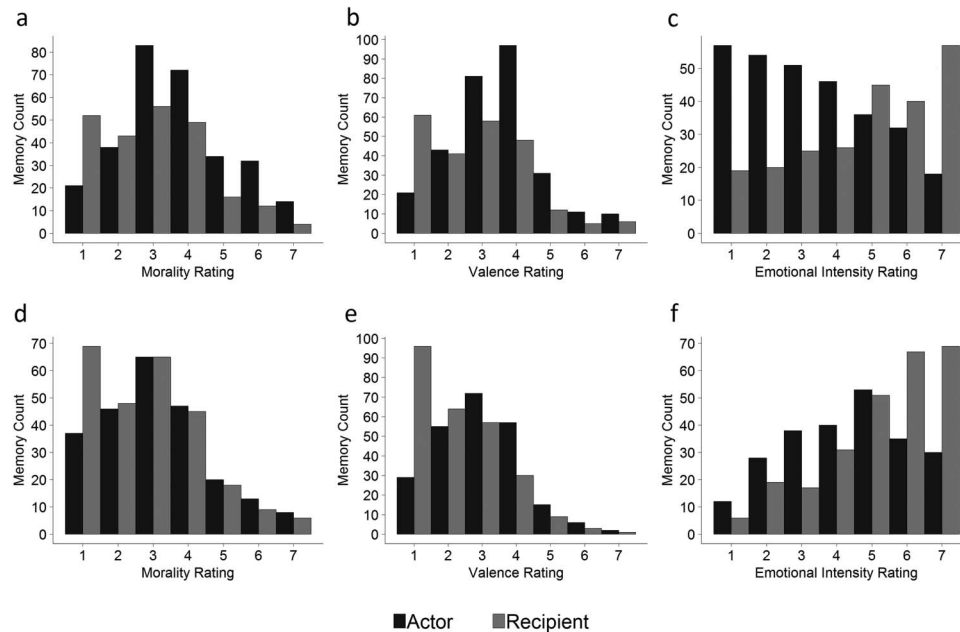 a
Memory Count
80
70
60
50
40
30
20
10
0
1 2 3 4 5 6 7
Morality Rating
b
Memory Count
100
90
80
70
60
50
40
30
20
10
0
1 2 3 4 5 6 7
Valence Rating
c
Memory Count
50
40
30
20
10
0
1 2 3 4 5 6 7
Emotional Intensity Rating
d
Memory Count
70
60
50
40
30
20
10
0
1 2 3 4 5 6 7
Morality Rating
e
Memory Count
100
90
80
70
60
50
40
30
20
10
0
1 2 3 4 5 6 7
Valence Rating
f
Memory Count
70
60
50
40
30
20
10
0
1 2 3 4 5 6 7
Emotional Intensity Rating
Actor Recipient